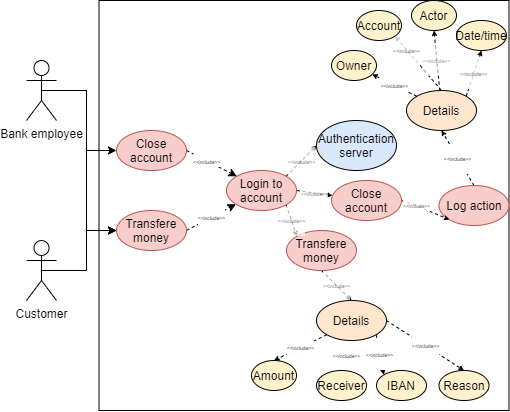 Account
Actor
Date/time
<<include>>
<<include>>
<<include>>
Owner
<<include>>
Details
Bank employee
Close
account
<<include>>
Authentication
server
<<include>>
<<include>>
Login to
account
<<include>>
Close
account
<<include>>
Log action
Transfere
money
<<include>>
<<include>>
Transfere
money
<<include>>
Customer
Details
<<include>>
<<include>>
<<include>>
<<include>>
Amount
Receiver
IBAN
Reason